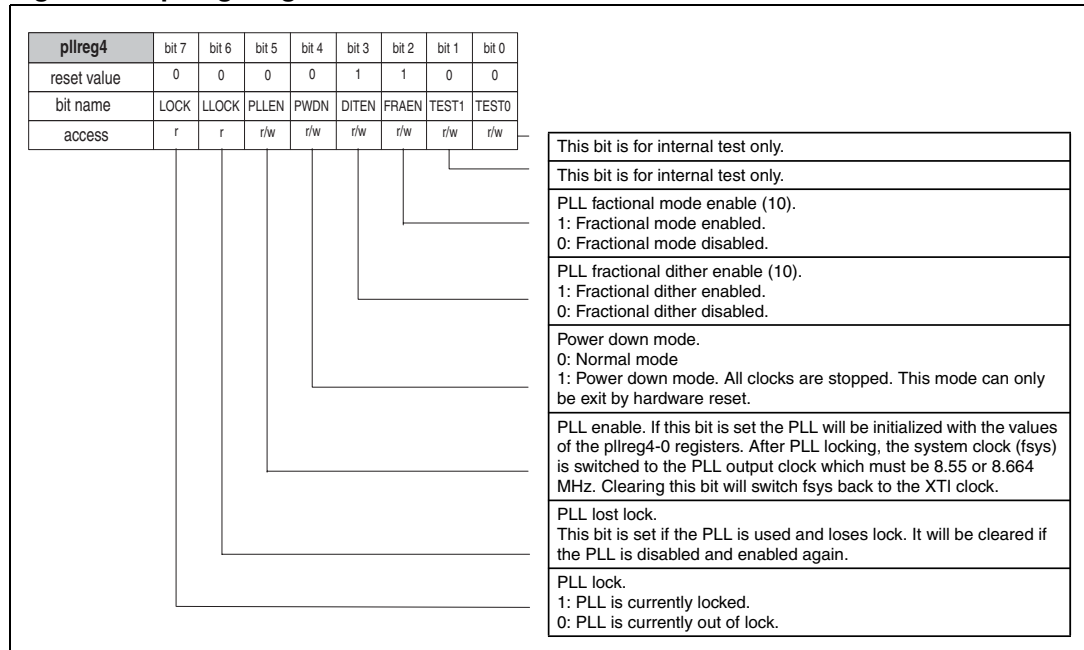 pllreg4 bit 7 bit 6 bit 5 bit 4 bit 3 bit 2 bit 1 bit 0
reset value 0 0 0 0 1 1 0 0
bit name LOCK LLOCK PLLEN PWDN DITEN FRAEN TEST1 TEST0
access r r r/w r/w r/w r/w r/w r/w
This bit is for internal test only.
This bit is for internal test only.
PLL factional mode enable (10).
1: Fractional mode enabled.
0: Fractional mode disabled.
PLL fractional dither enable (10).
1: Fractional dither enabled.
0: Fractional dither disabled.
Power down mode.
0: Normal mode
1: Power down mode. All clocks are stopped. This mode can only
be exit by hardware reset.
PLL enable. If this bit is set the PLL will be initialized with the values
of the pllreg4-0 registers. After PLL locking, the system clock (fsys)
is switched to the PLL output clock which must be 8.55 or 8.664
MHz. Clearing this bit will switch fsys back to the XTI clock.
PLL lost lock.
This bit is set if the PLL is used and loses lock. It will be cleared if
the PLL is disabled and enabled again.
PLL lock.
1: PLL is currently locked.
0: PLL is currently out of lock.